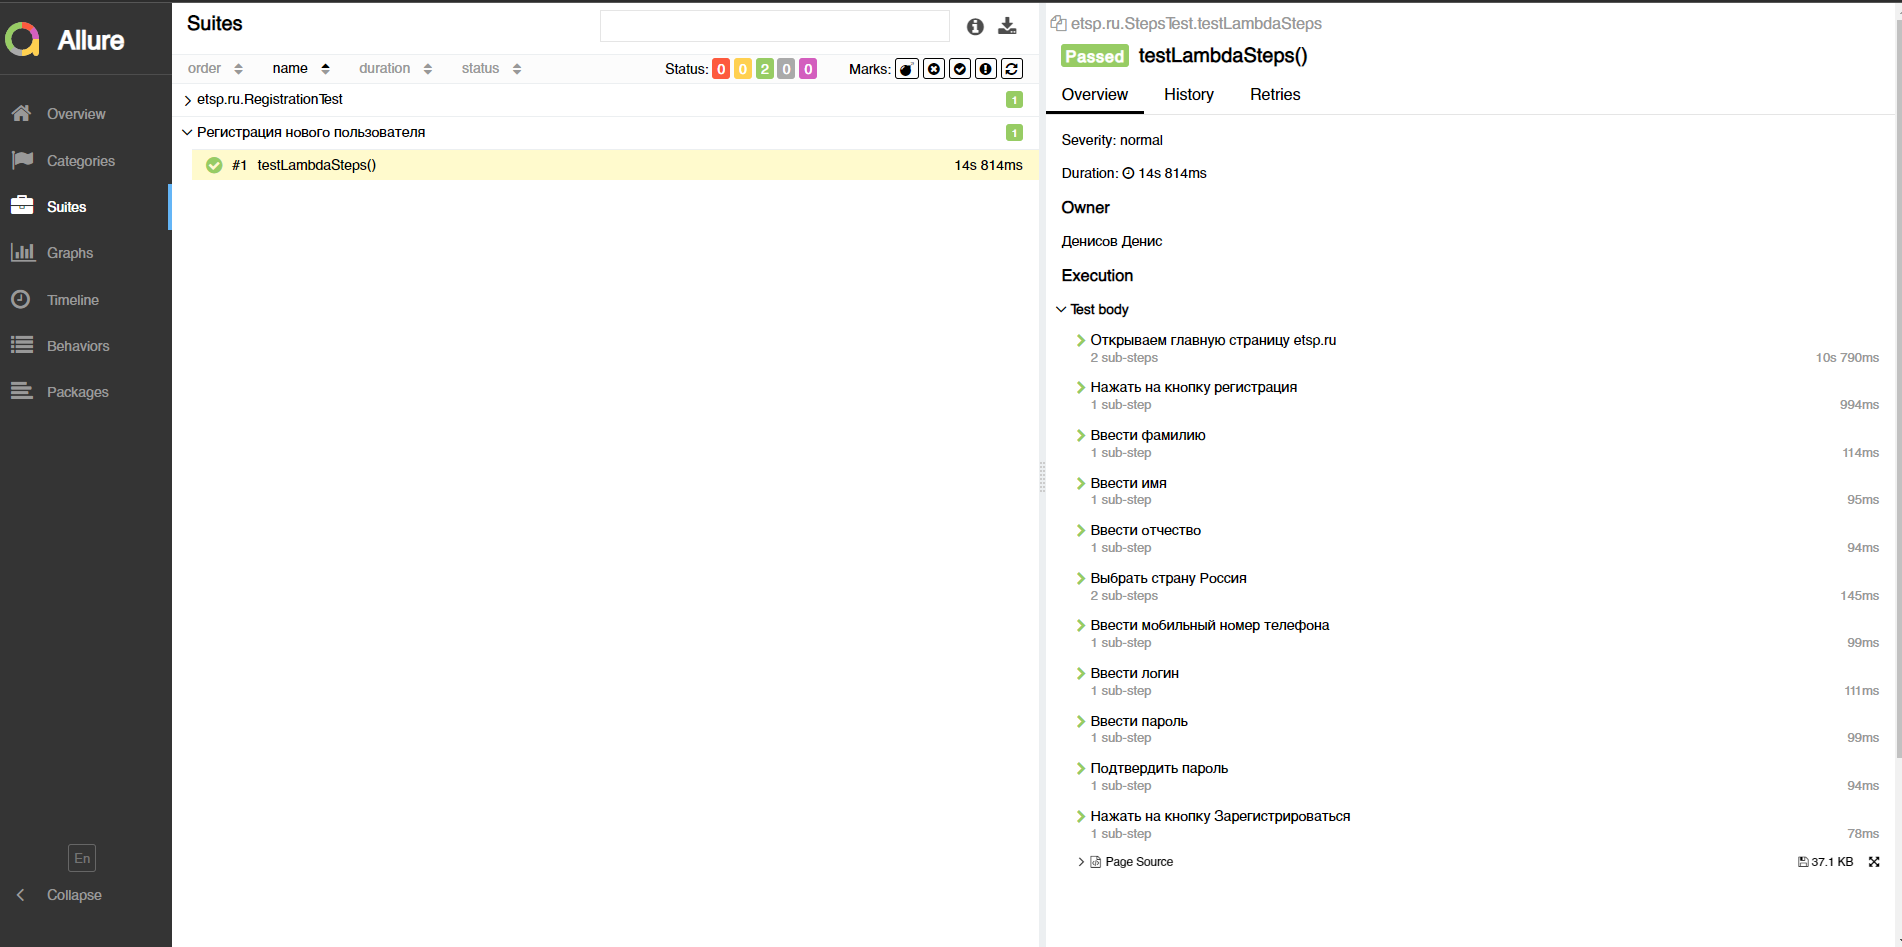 Allure
Overview
Categories
Suites
Graphs
Timeline
Behaviors
Packages
En
Collapse
Suites
order name duration status Status: 0 0 2 0 0 Marks:
etsp.ru.RegistrationTest 1
Регистрация нового пользователя 1
#1 testLambdaSteps() 14s 814ms
etsp.ru.StepsTest.testLambdaSteps
Passed testLambdaSteps()
Overview History Retries
Severity: normal
Duration: 14s 814ms
Owner
Денисов Денис
Execution
Test body
Открываем главную страницу etsp.ru
2 sub-steps 10s 790ms
Нажать на кнопку регистрация
1 sub-step 994ms
Ввести фамилию
1 sub-step 114ms
Ввести имя
1 sub-step 95ms
Ввести отчество
1 sub-step 94ms
Выбрать страну Россия
2 sub-steps 145ms
Ввести мобильный номер телефона
1 sub-step 99ms
Ввести логин
1 sub-step 111ms
Ввести пароль
1 sub-step 99ms
Подтвердить пароль
1 sub-step 94ms
Нажать на кнопку Зарегистрироваться
1 sub-step 78ms
Page Source 37.1 KB